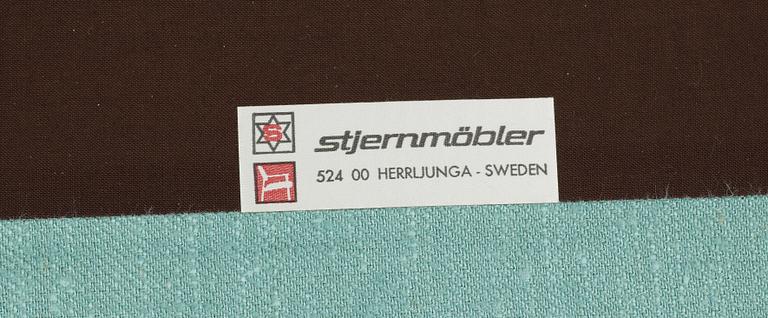 S
stjernmöbler
524 00 HERRLJUNGA - SWEDEN